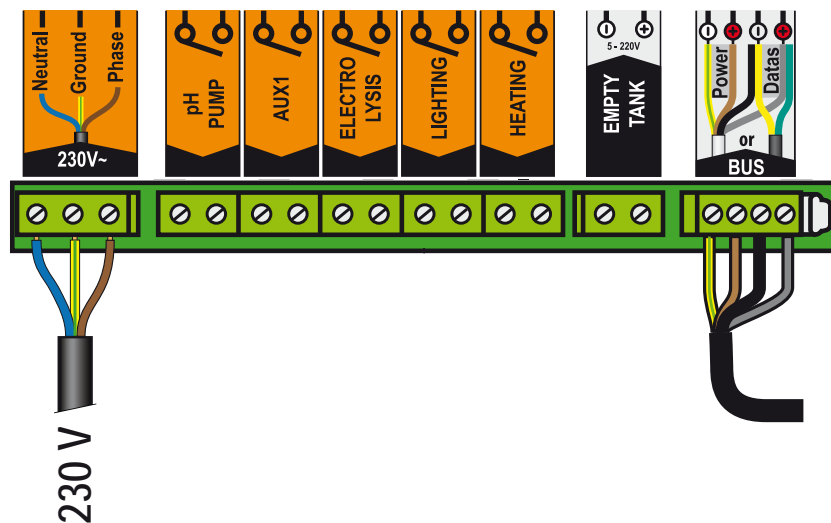 Neutral
Ground
Phase
230V~
pH
PUMP
AUX1
ELECTRO
LYSIS
LIGHTING
HEATING
5 - 220V
EMPTY
TANK
Power
Datas
or
BUS
230 V